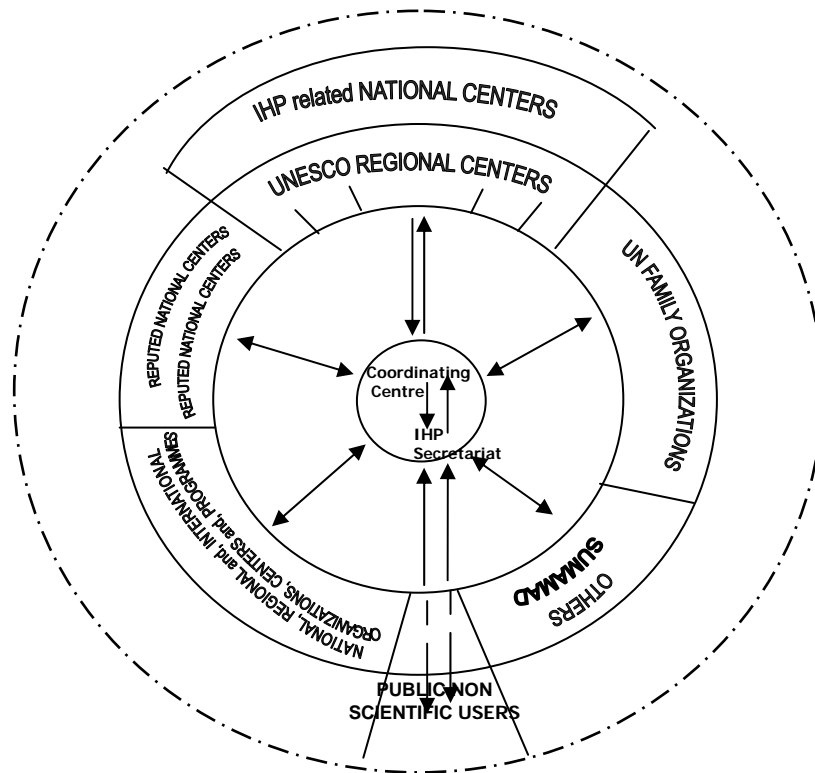 IHP related NATIONAL CENTERS
UNESCO REGIONAL CENTERS
REPUTED NATIONAL CENTERS
REPUTED NATIONAL CENTERS
UN FAMILY ORGANIZATIONS
Coordinating
Centre
IHP
Secretariat
NATIONAL, REGIONAL and, INTERNATIONAL
ORGANIZATIONS, CENTERS and, PROGRAMMES
SUMAMAD
OTHERS
PUBLIC NON
SCIENTIFIC USERS